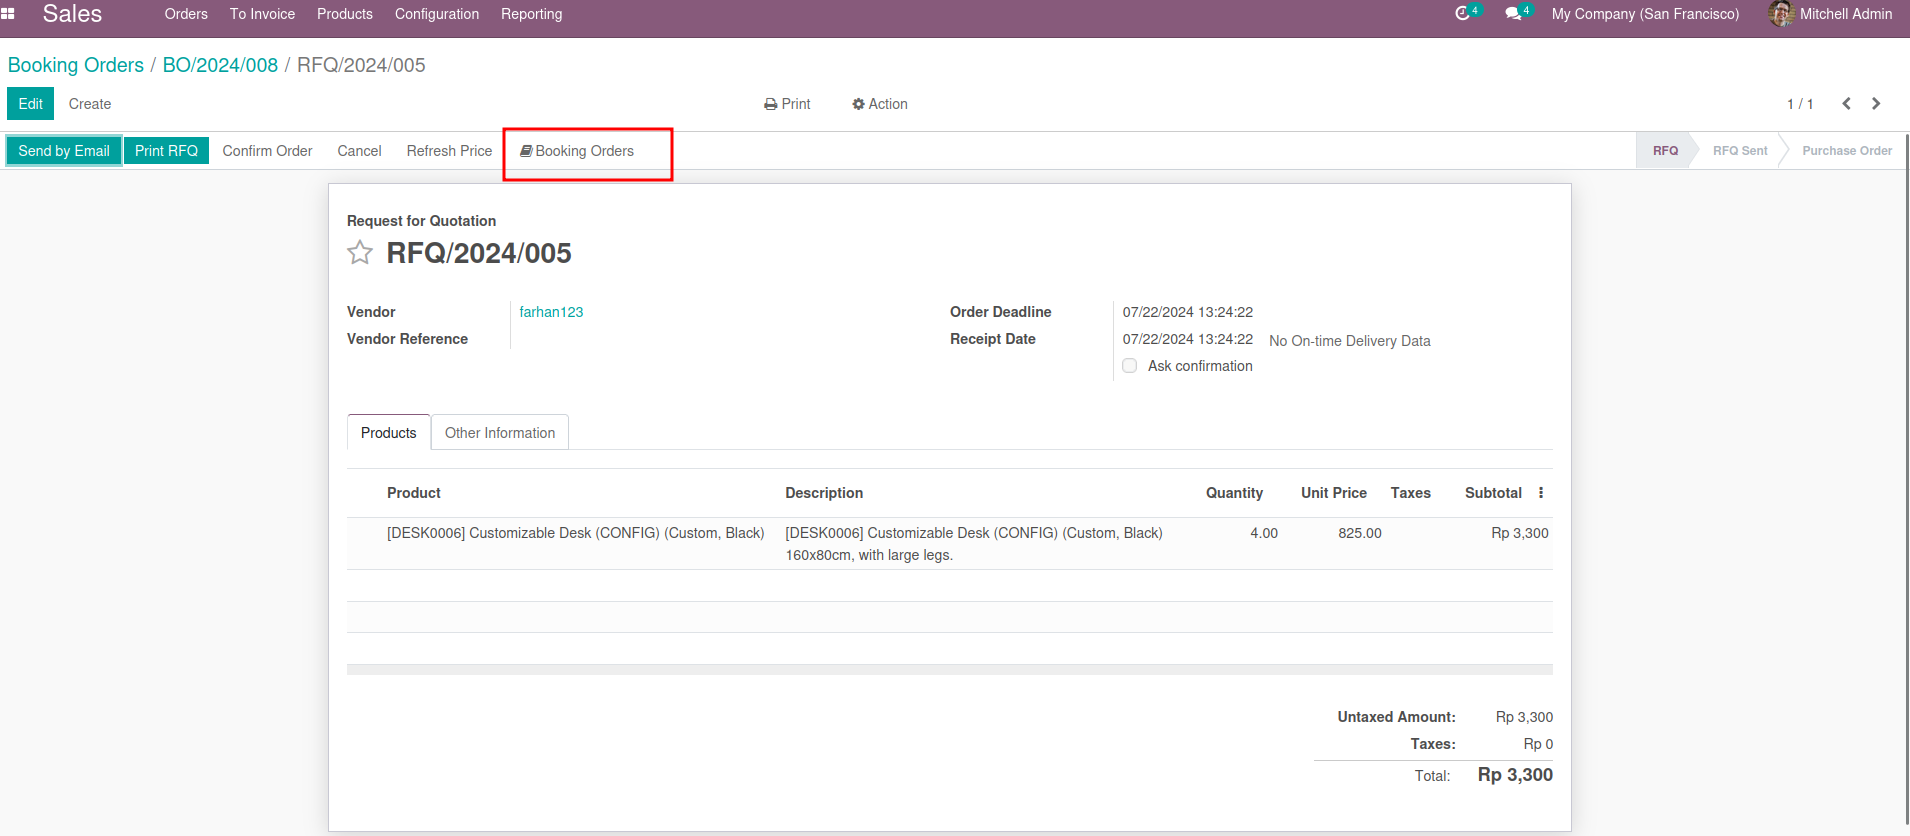 Sales Orders To Invoice Products Configuration Reporting 4 4 My Company (San Francisco) Mitchell Admin
Booking Orders / BO/2024/008 / RFQ/2024/005
Edit Create Print Action 1 / 1
Send by Email Print RFQ Confirm Order Cancel Refresh Price Booking Orders RFQ RFQ Sent Purchase Order
Request for Quotation
RFQ/2024/005
Vendor farhan123 Order Deadline 07/22/2024 13:24:22
Vendor Reference Receipt Date 07/22/2024 13:24:22 No On-time Delivery Data
Ask confirmation
Products Other Information
Product Description Quantity Unit Price Taxes Subtotal
[DESK0006] Customizable Desk (CONFIG) (Custom, Black) [DESK0006] Customizable Desk (CONFIG) (Custom, Black) 4.00 825.00 Rp 3,300
160x80cm, with large legs.
Untaxed Amount: Rp 3,300
Taxes: Rp 0
Total: Rp 3,300